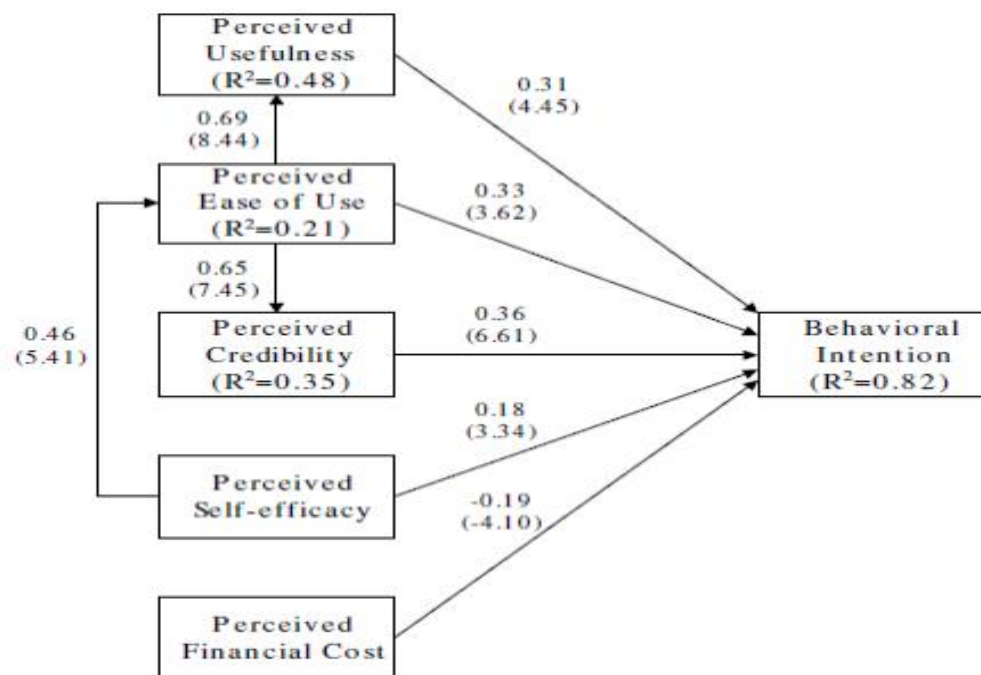 Perceived
Usefulness
(R²=0.48)
0.31
(4.45)
0.69
(8.44)
Perceived
Ease of Use
(R²=0.21)
0.33
(3.62)
0.65
(7.45)
0.46
(5.41)
Perceived
Credibility
(R²=0.35)
0.36
(6.61)
Behavioral
Intention
(R²=0.82)
0.18
(3.34)
Perceived
Self-efficacy
-0.19
(-4.10)
Perceived
Financial Cost